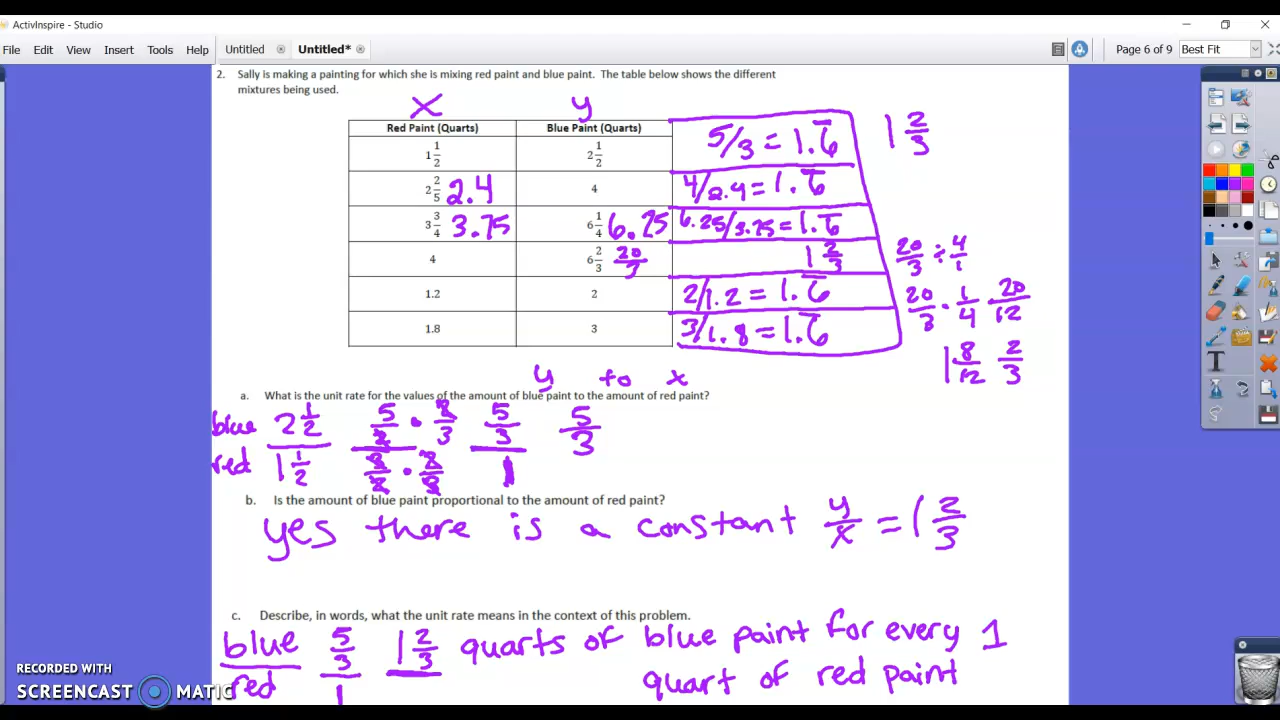 ActivInspire - Studio
File Edit View Insert Tools Help Untitled Untitled* Page 6 of 9 Best Fit
2. Sally is making a painting for which she is mixing red paint and blue paint. The table below shows the different
mixtures being used.
x y
Red Paint (Quarts) Blue Paint (Quarts)
1 1/2 2 1/2 5/3 = 1.6̅ 1 2/3
2 2/5 2.4 4 4/2.4 = 1.6̅
3 3/4 3.75 6 1/4 6.25 6.25/3.75 = 1.6̅
4 6 2/3 20/3 1 2/3 20/3 ÷ 4/1
1.2 2 2/1.2 = 1.6̅ 20/3 · 1/4 20/12
1.8 3 3/1.8 = 1.6̅ 1 8/12 2/3
y to x
a. What is the unit rate for the values of the amount of blue paint to the amount of red paint?
blue 2 1/2 5/2 · 2/3 5/3 5/3
red 1 1/2 3/2 · 2/3 1
b. Is the amount of blue paint proportional to the amount of red paint?
yes there is a constant y/x = 1 2/3
c. Describe, in words, what the unit rate means in the context of this problem.
blue 5/3 1 2/3 quarts of blue paint for every 1
red 1 quart of red paint
RECORDED WITH
SCREENCAST MATIC